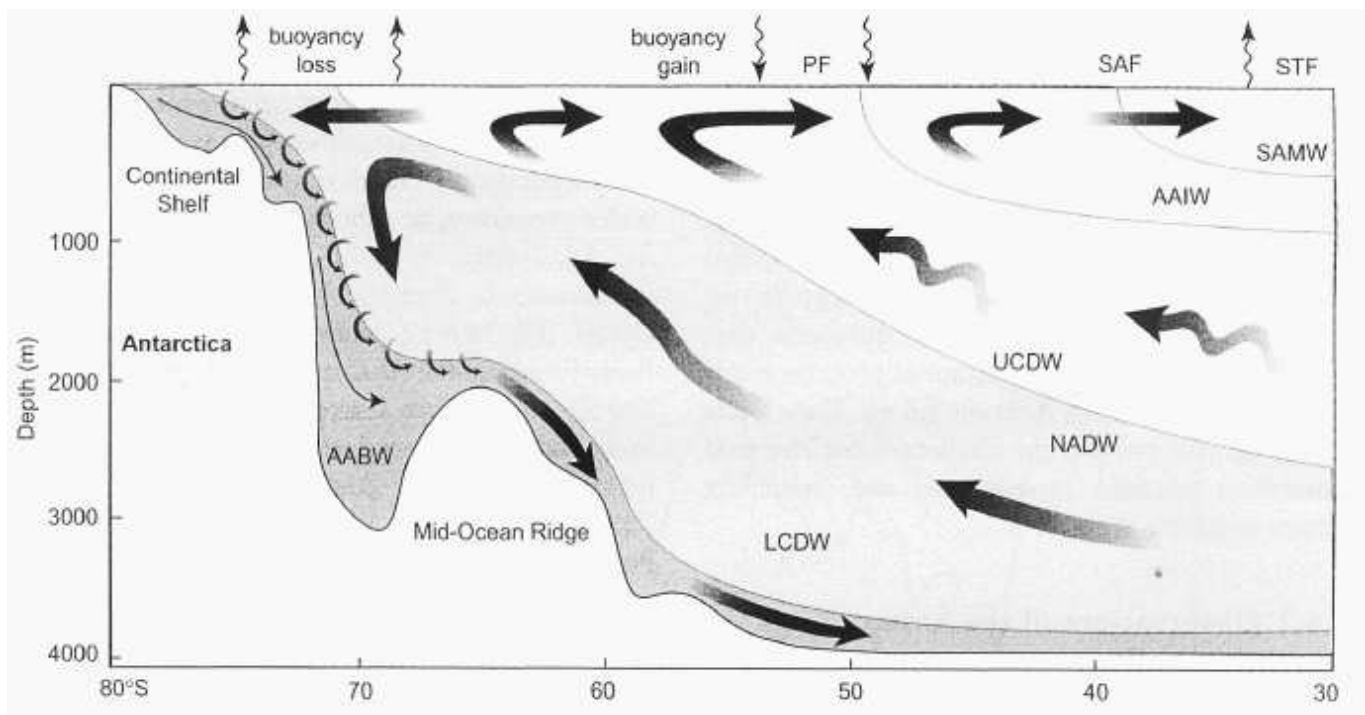 buoyancy
loss
buoyancy
gain
PF
SAF
STF
SAMW
AAIW
Continental
Shelf
1000
Antarctica
Depth (m)
2000
UCDW
NADW
AABW
3000
Mid-Ocean Ridge
LCDW
4000
80°S
70
60
50
40
30